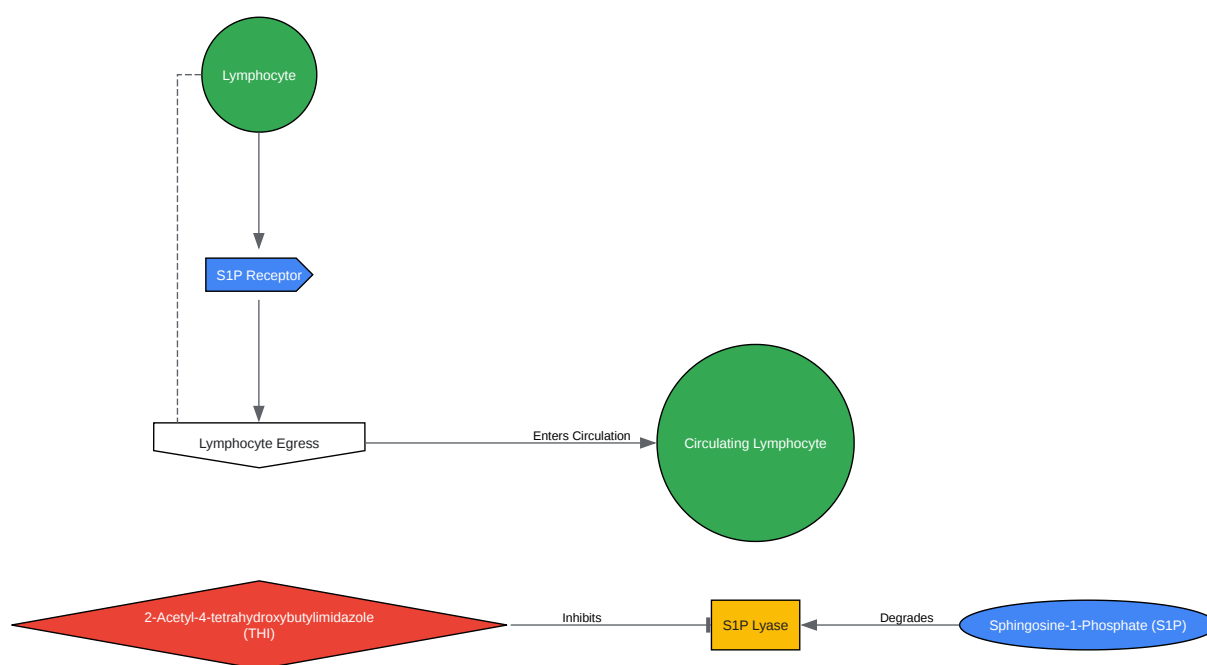 Lymphocyte
S1P Receptor
Lymphocyte Egress
Enters Circulation
Circulating Lymphocyte
2-Acetyl-4-tetrahydroxybutylimidazole
(THI)
Inhibits
S1P Lyase
Degrades
Sphingosine-1-Phosphate (S1P)